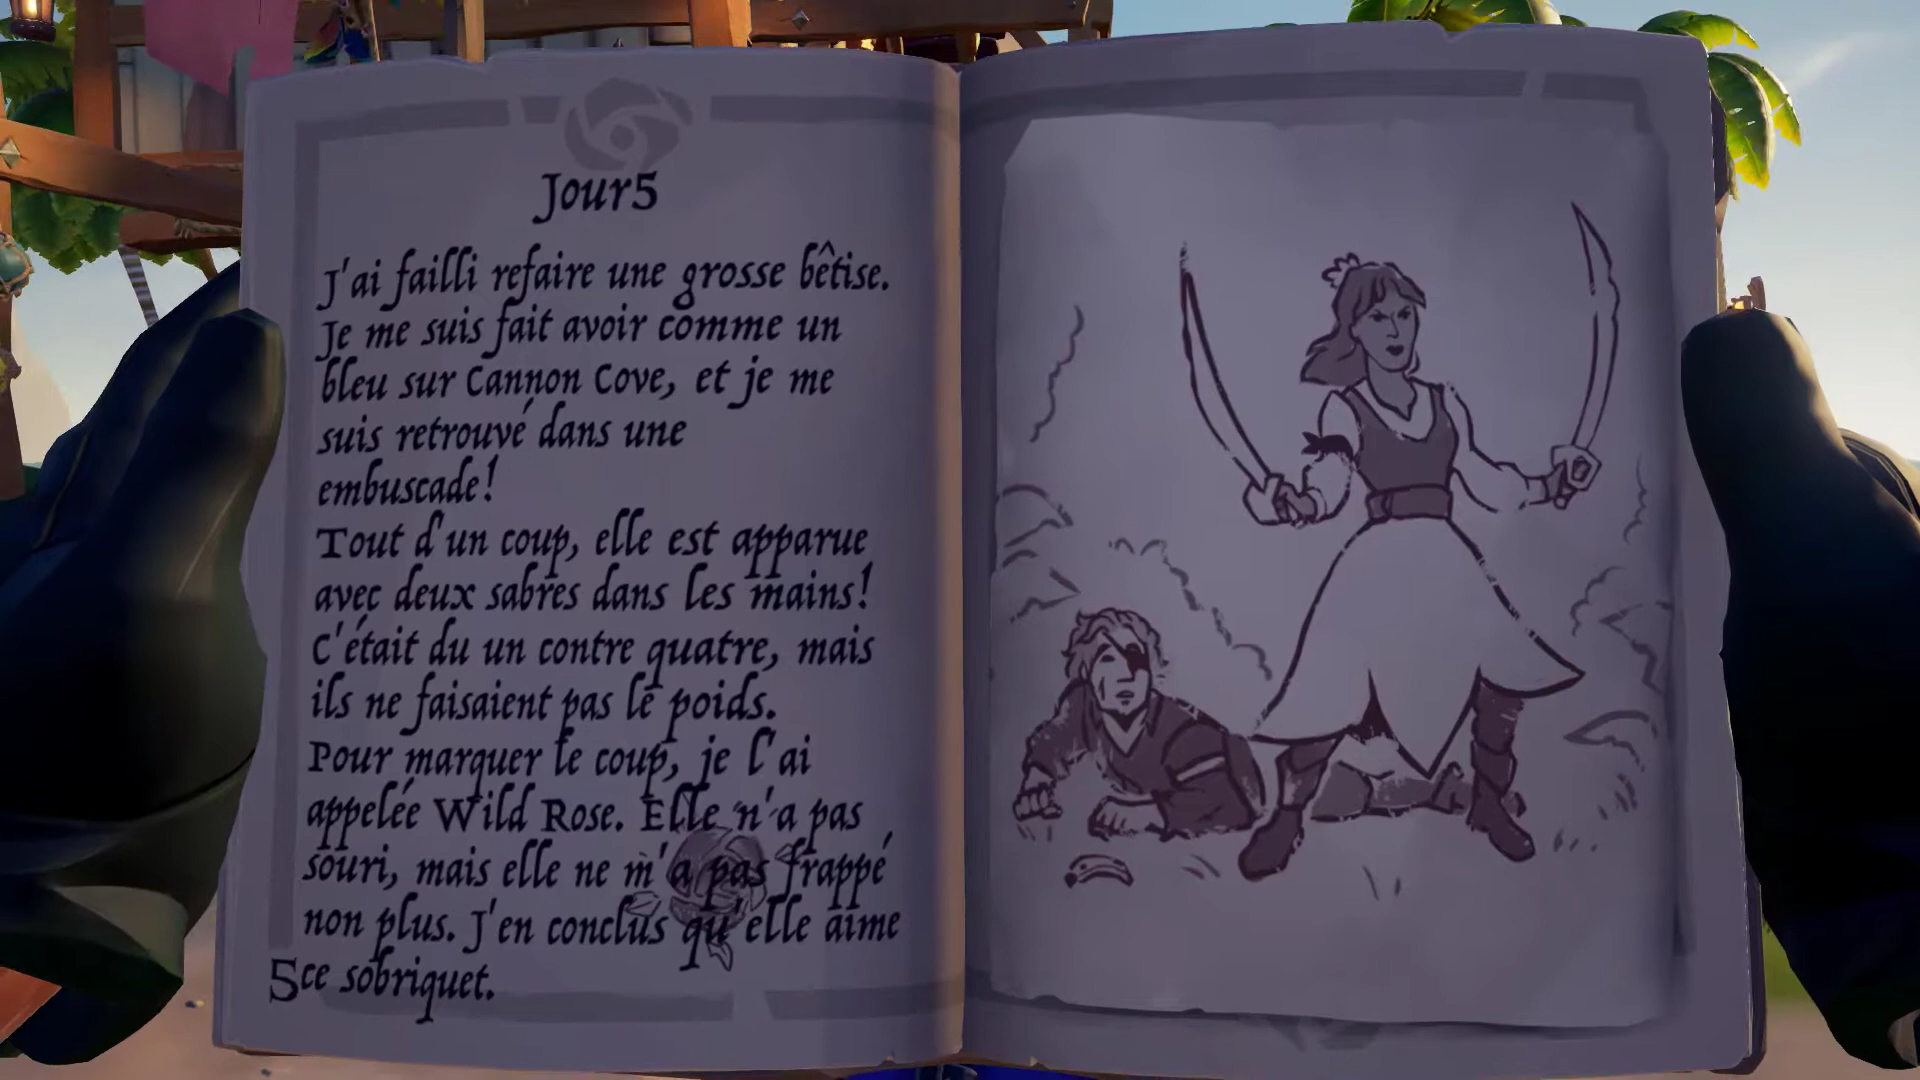 Jour5
J'ai failli refaire une grosse bêtise.
Je me suis fait avoir comme un
bleu sur Cannon Cove, et je me
suis retrouvé dans une
embuscade!
Tout d'un coup, elle est apparue
avec deux sabres dans les mains!
C'était du un contre quatre, mais
ils ne faisaient pas le poids.
Pour marquer le coup, je l'ai
appelée Wild Rose. Elle n'a pas
souri, mais elle ne m'a pas frappé
non plus. J'en conclus qu'elle aime
ce sobriquet.
5